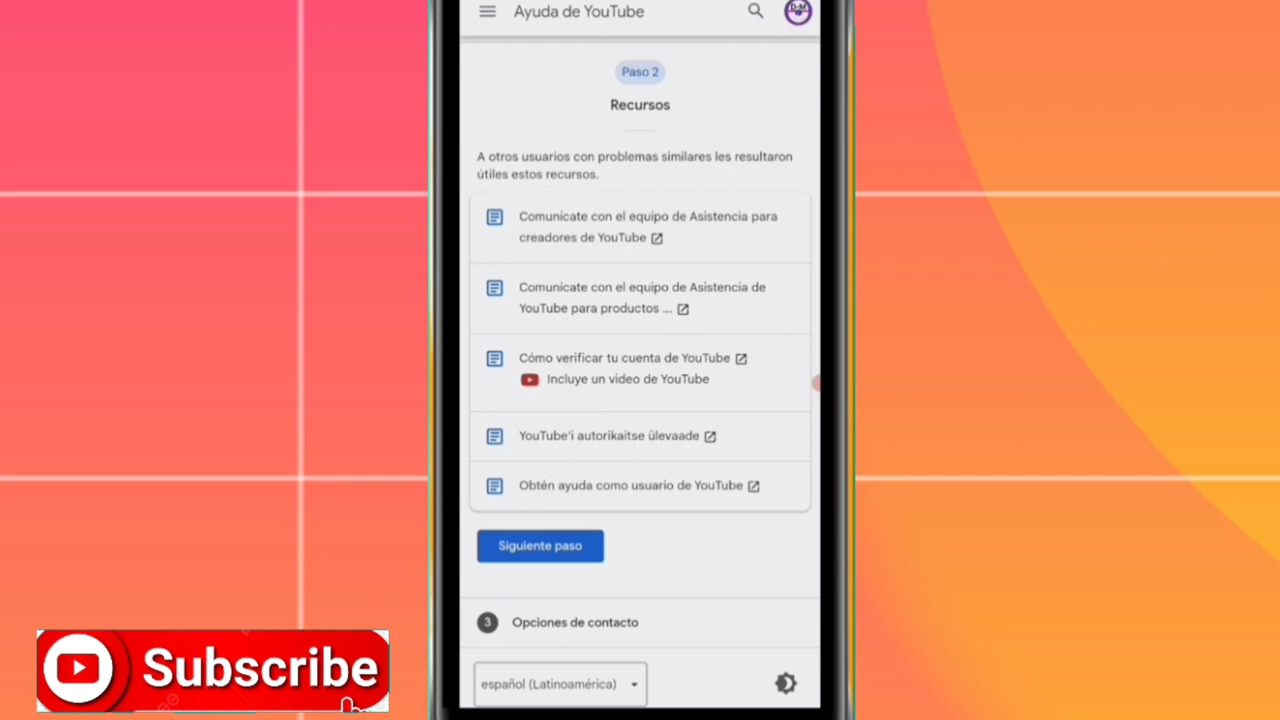 Ayuda de YouTube
Paso 2
Recursos
A otros usuarios con problemas similares les resultaron
útiles estos recursos.
Comunícate con el equipo de Asistencia para
creadores de YouTube
Comunícate con el equipo de Asistencia de
YouTube para productos ...
Cómo verificar tu cuenta de YouTube
Incluye un video de YouTube
YouTube'i autorikaitse ülevaade
Obtén ayuda como usuario de YouTube
Siguiente paso
3 Opciones de contacto
español (Latinoamérica)
Subscribe